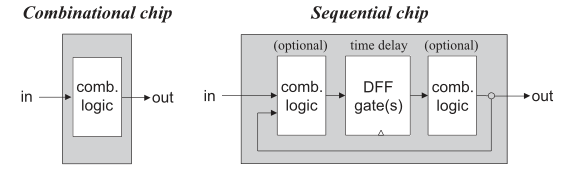 Combinational chip
in
comb.
logic
out
Sequential chip
(optional)
time delay
(optional)
in
comb.
logic
DFF
gate(s)
comb.
logic
out